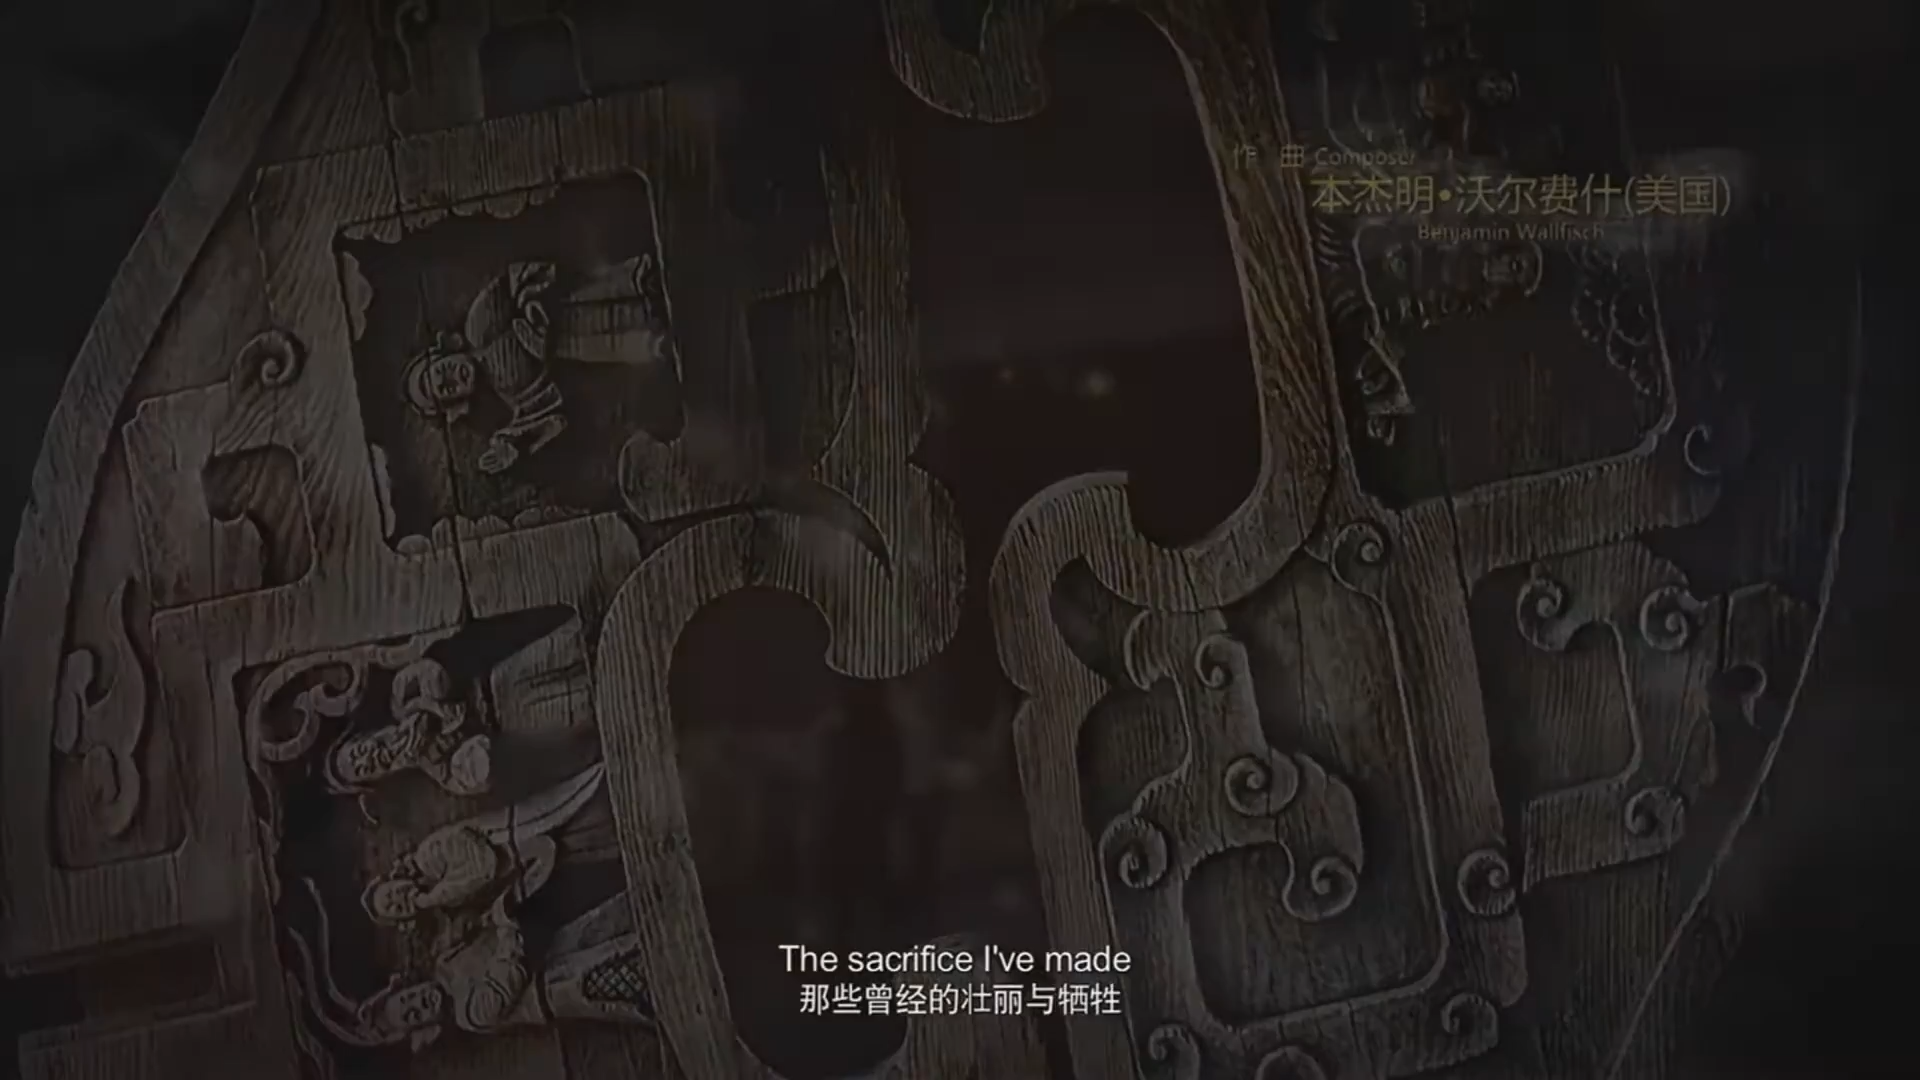 作 曲 Composer
本杰明•沃尔费什(美国)
Benjamin Wallfisch
The sacrifice I've made
那些曾经的壮丽与牺牲